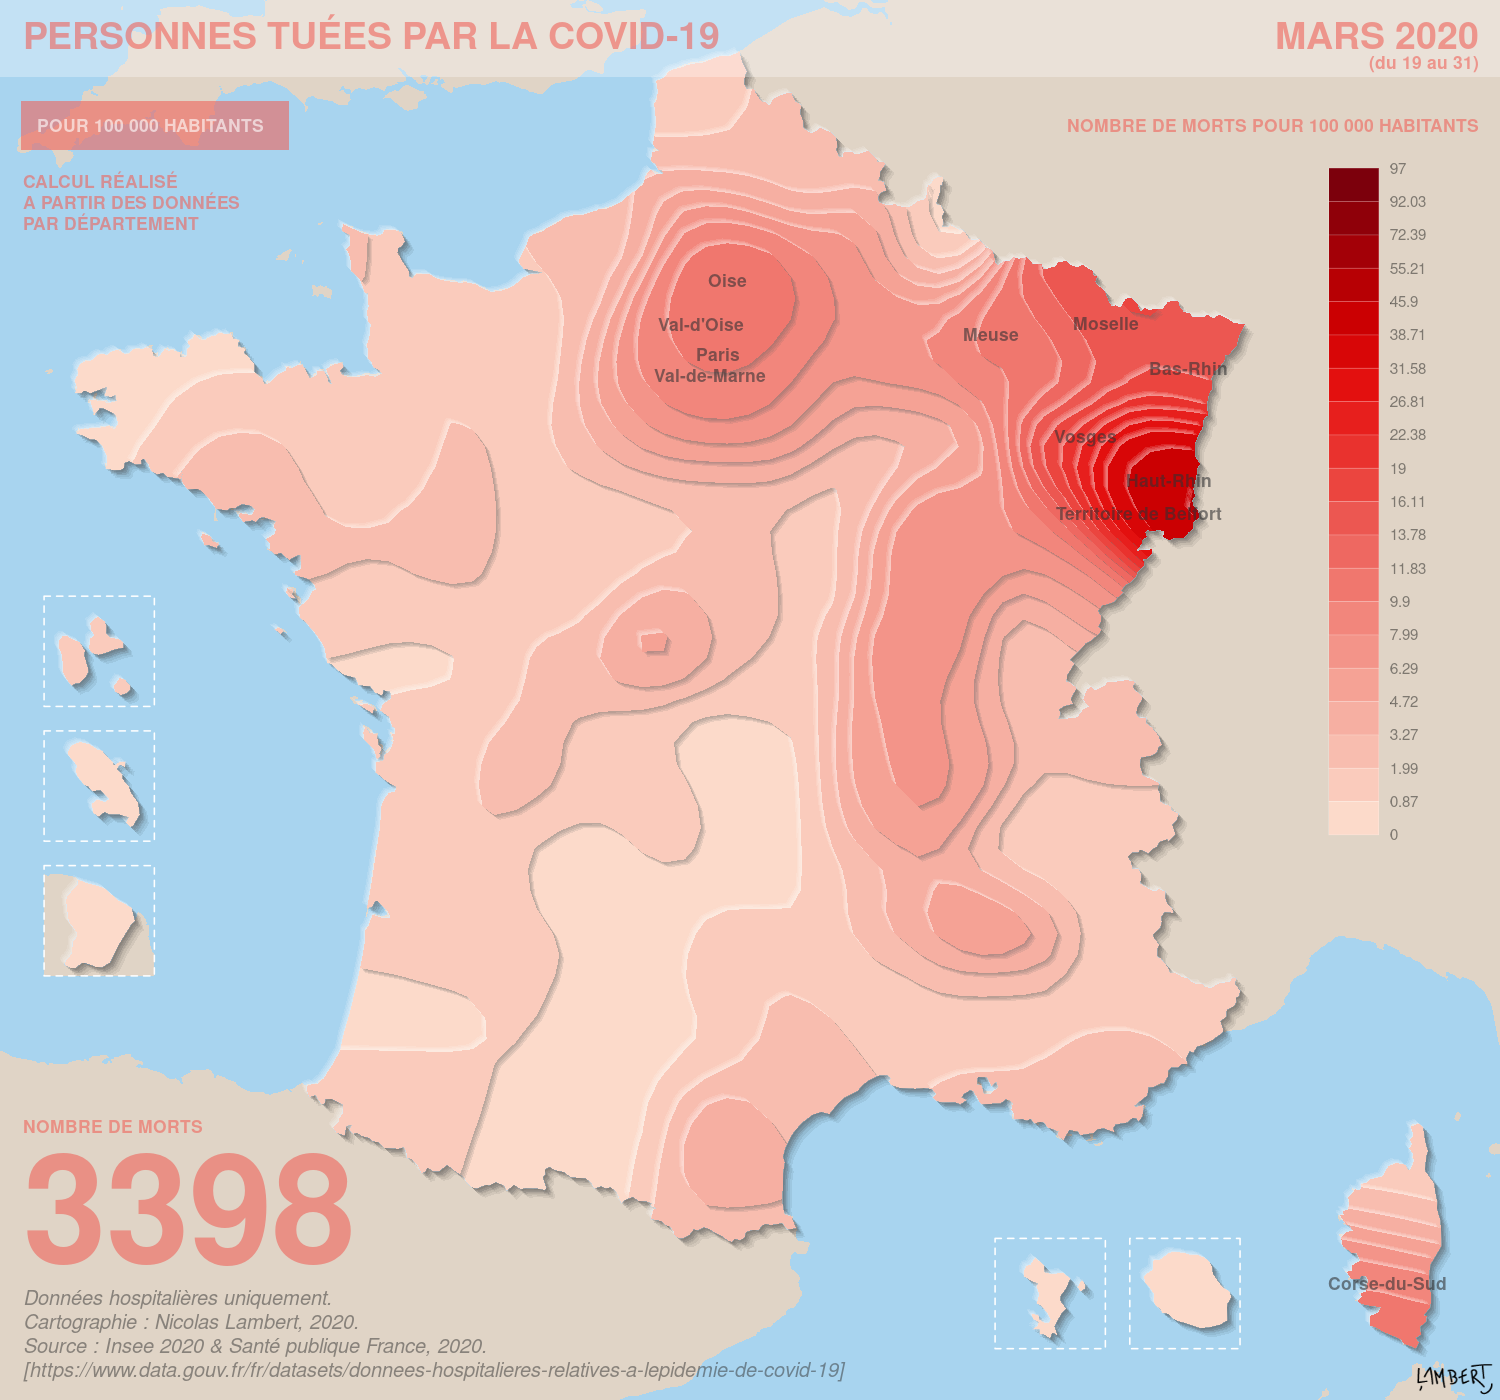 PERSONNES TUÉES PAR LA COVID-19
MARS 2020
(du 19 au 31)
POUR 100 000 HABITANTS
CALCUL RÉALISÉ
A PARTIR DES DONNÉES
PAR DÉPARTEMENT
NOMBRE DE MORTS POUR 100 000 HABITANTS
97
92.03
72.39
55.21
45.9
38.71
31.58
26.81
22.38
19
16.11
13.78
11.83
9.9
7.99
6.29
4.72
3.27
1.99
0.87
0
Oise
Val-d'Oise
Paris
Val-de-Marne
Meuse
Moselle
Bas-Rhin
Vosges
Haut-Rhin
Territoire de Belfort
Corse-du-Sud
NOMBRE DE MORTS
3398
Données hospitalières uniquement.
Cartographie : Nicolas Lambert, 2020.
Source : Insee 2020 & Santé publique France, 2020.
[https://www.data.gouv.fr/fr/datasets/donnees-hospitalieres-relatives-a-lepidemie-de-covid-19]
LAMBERT